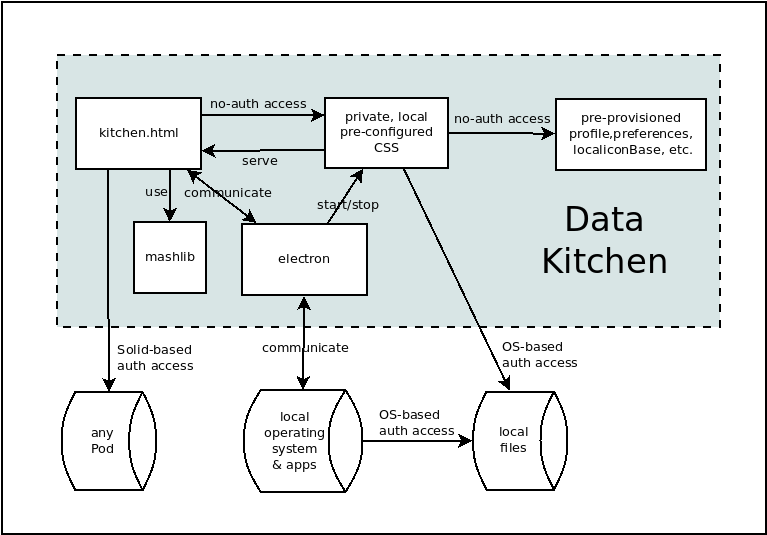 no-auth access
kitchen.html
private, local
pre-configured
CSS
no-auth access
pre-provisioned
profile,preferences,
localiconBase, etc.
serve
use
communicate
start/stop
mashlib
electron
Data
Kitchen
Solid-based
auth access
communicate
OS-based
auth access
any
Pod
local
operating
system
& apps
OS-based
auth access
local
files